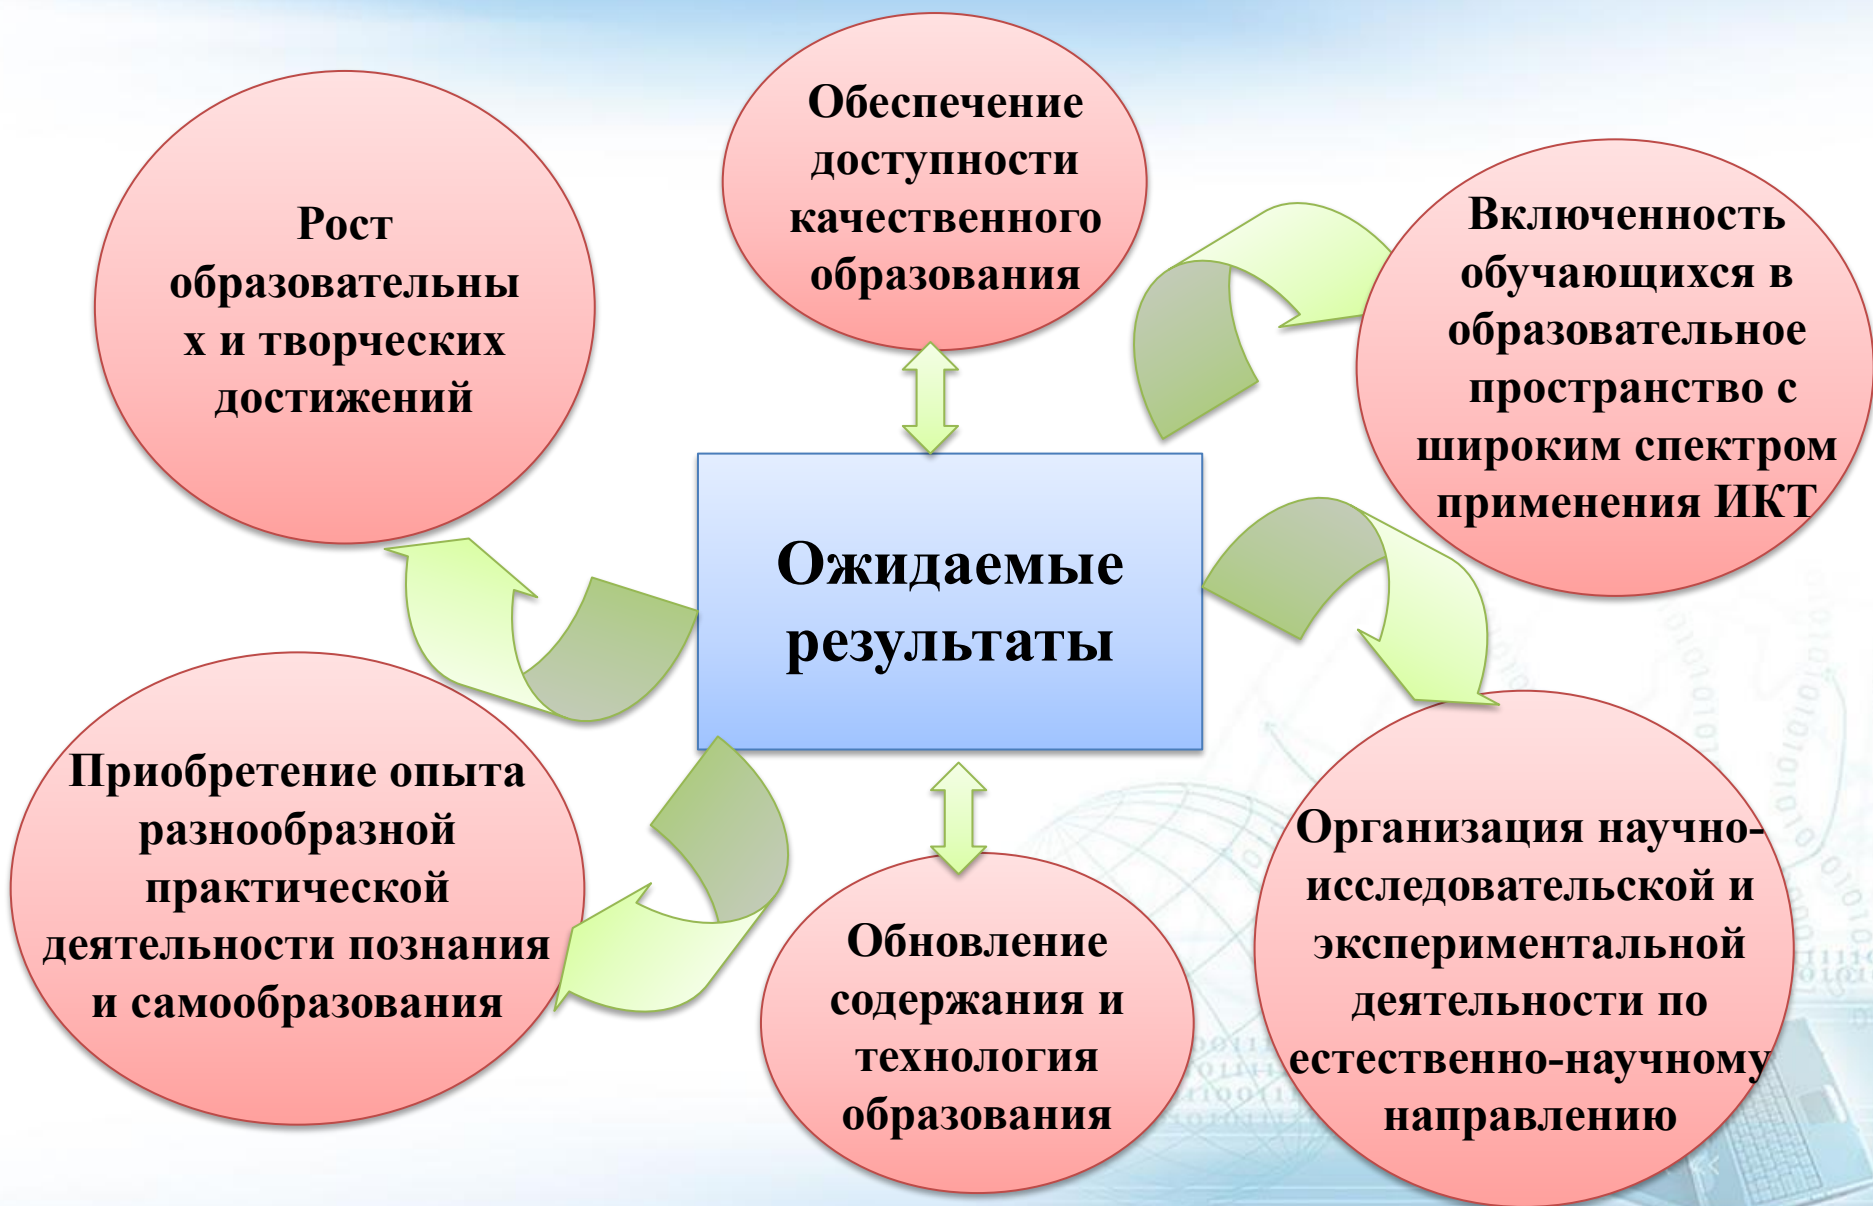 Обеспечение
доступности
качественного
образования
Рост
образовательны
х и творческих
достижений
Включенность
обучающихся в
образовательное
пространство с
широким спектром
применения ИКТ
Ожидаемые
результаты
Приобретение опыта
разнообразной
практической
деятельности познания
и самообразования
Обновление
содержания и
технология
образования
Организация научно-
исследовательской и
экспериментальной
деятельности по
естественно-научному
направлению